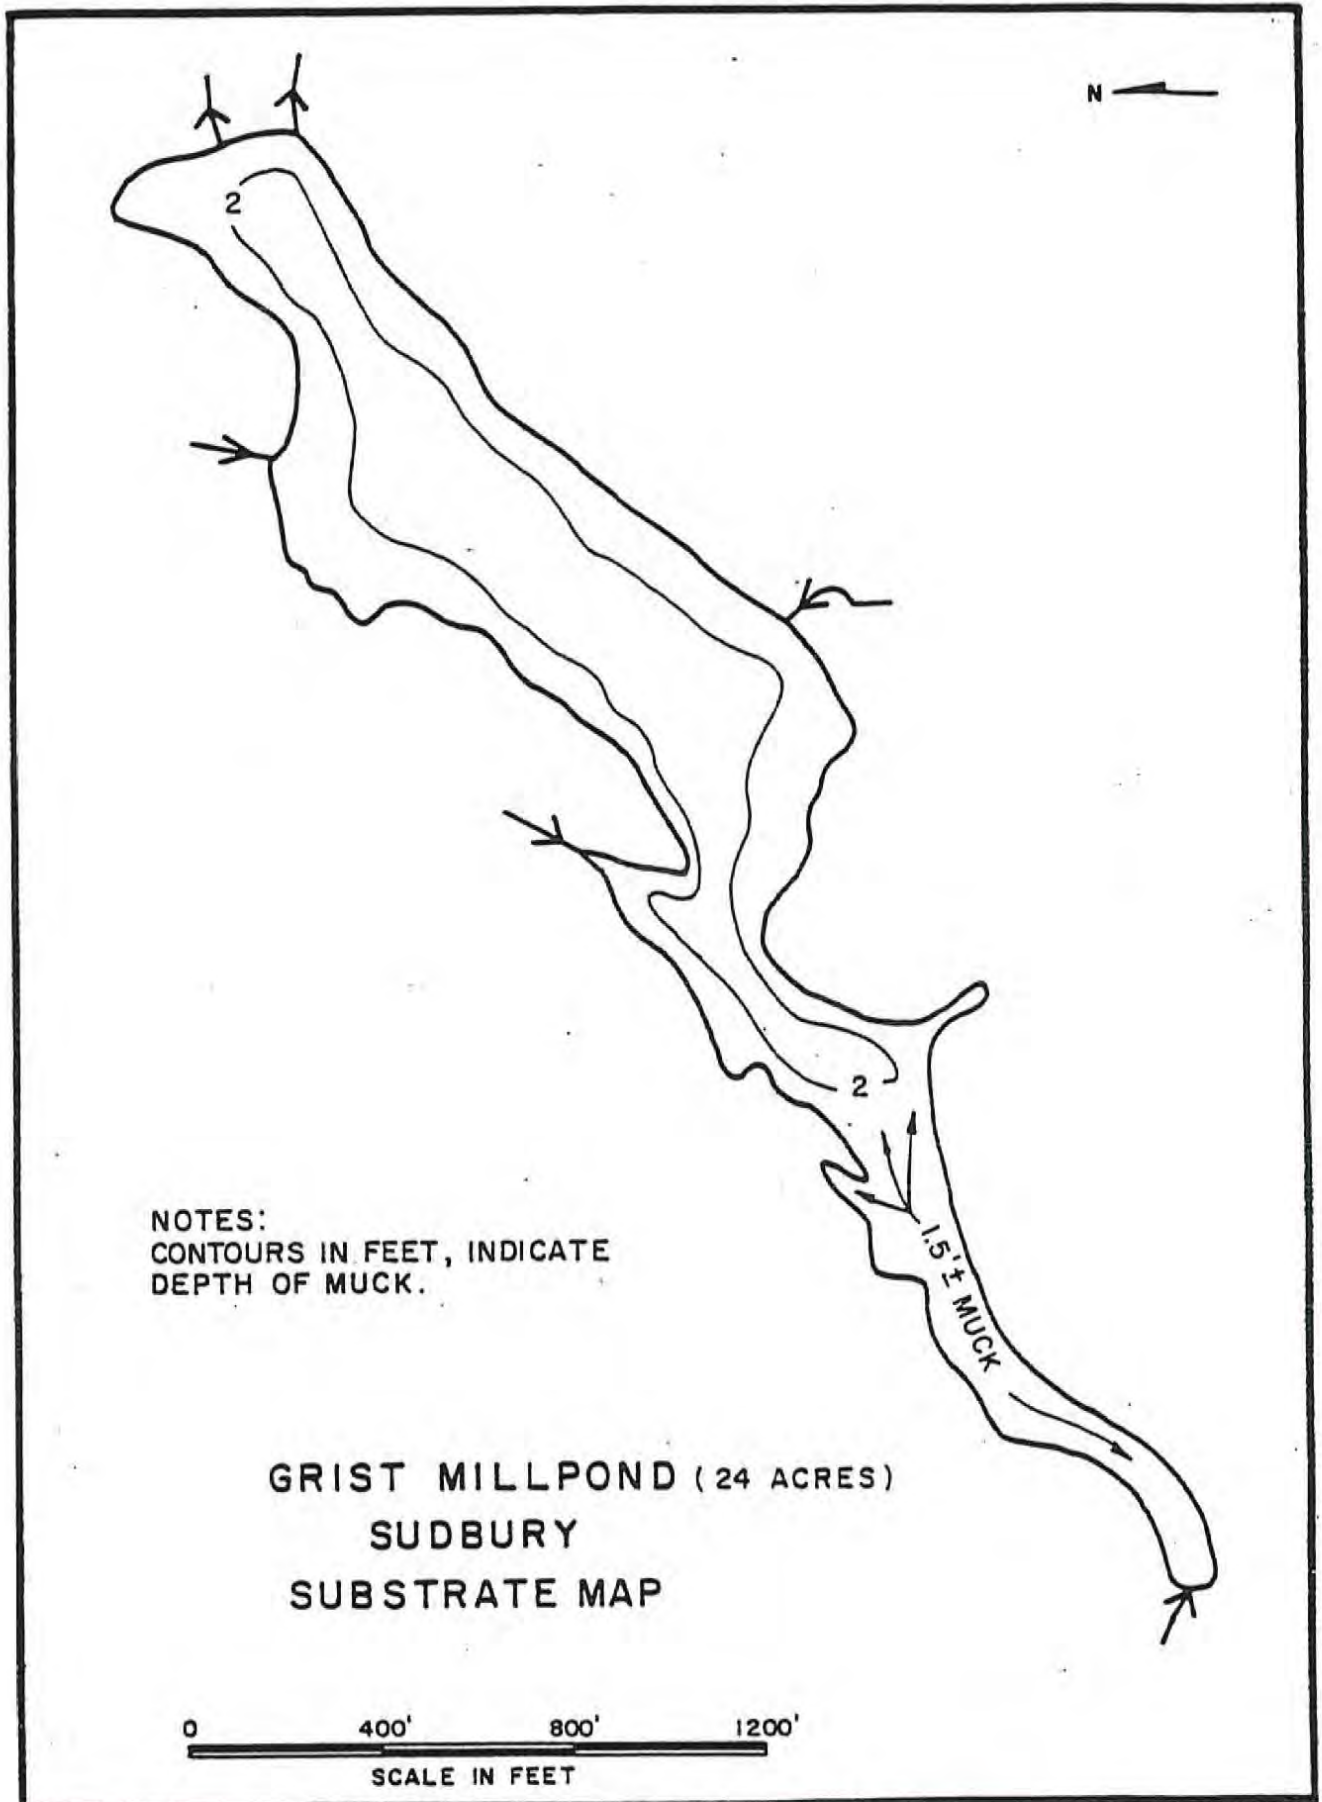 N
2
2
1.5'± MUCK
NOTES:
CONTOURS IN FEET, INDICATE
DEPTH OF MUCK.
GRIST MILLPOND (24 ACRES)
SUDBURY
SUBSTRATE MAP
0 400' 800' 1200'
SCALE IN FEET